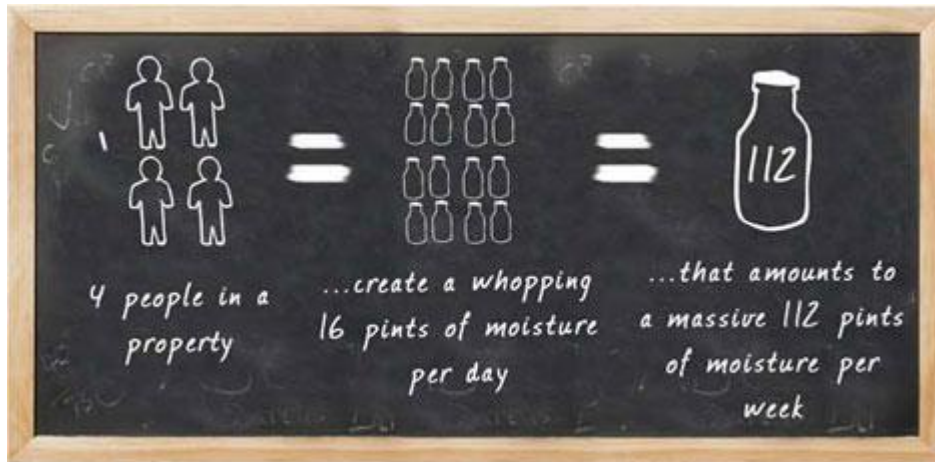 4 people in a
property
...create a whopping
16 pints of moisture
per day
112
...that amounts to
a massive 112 pints
of moisture per
week